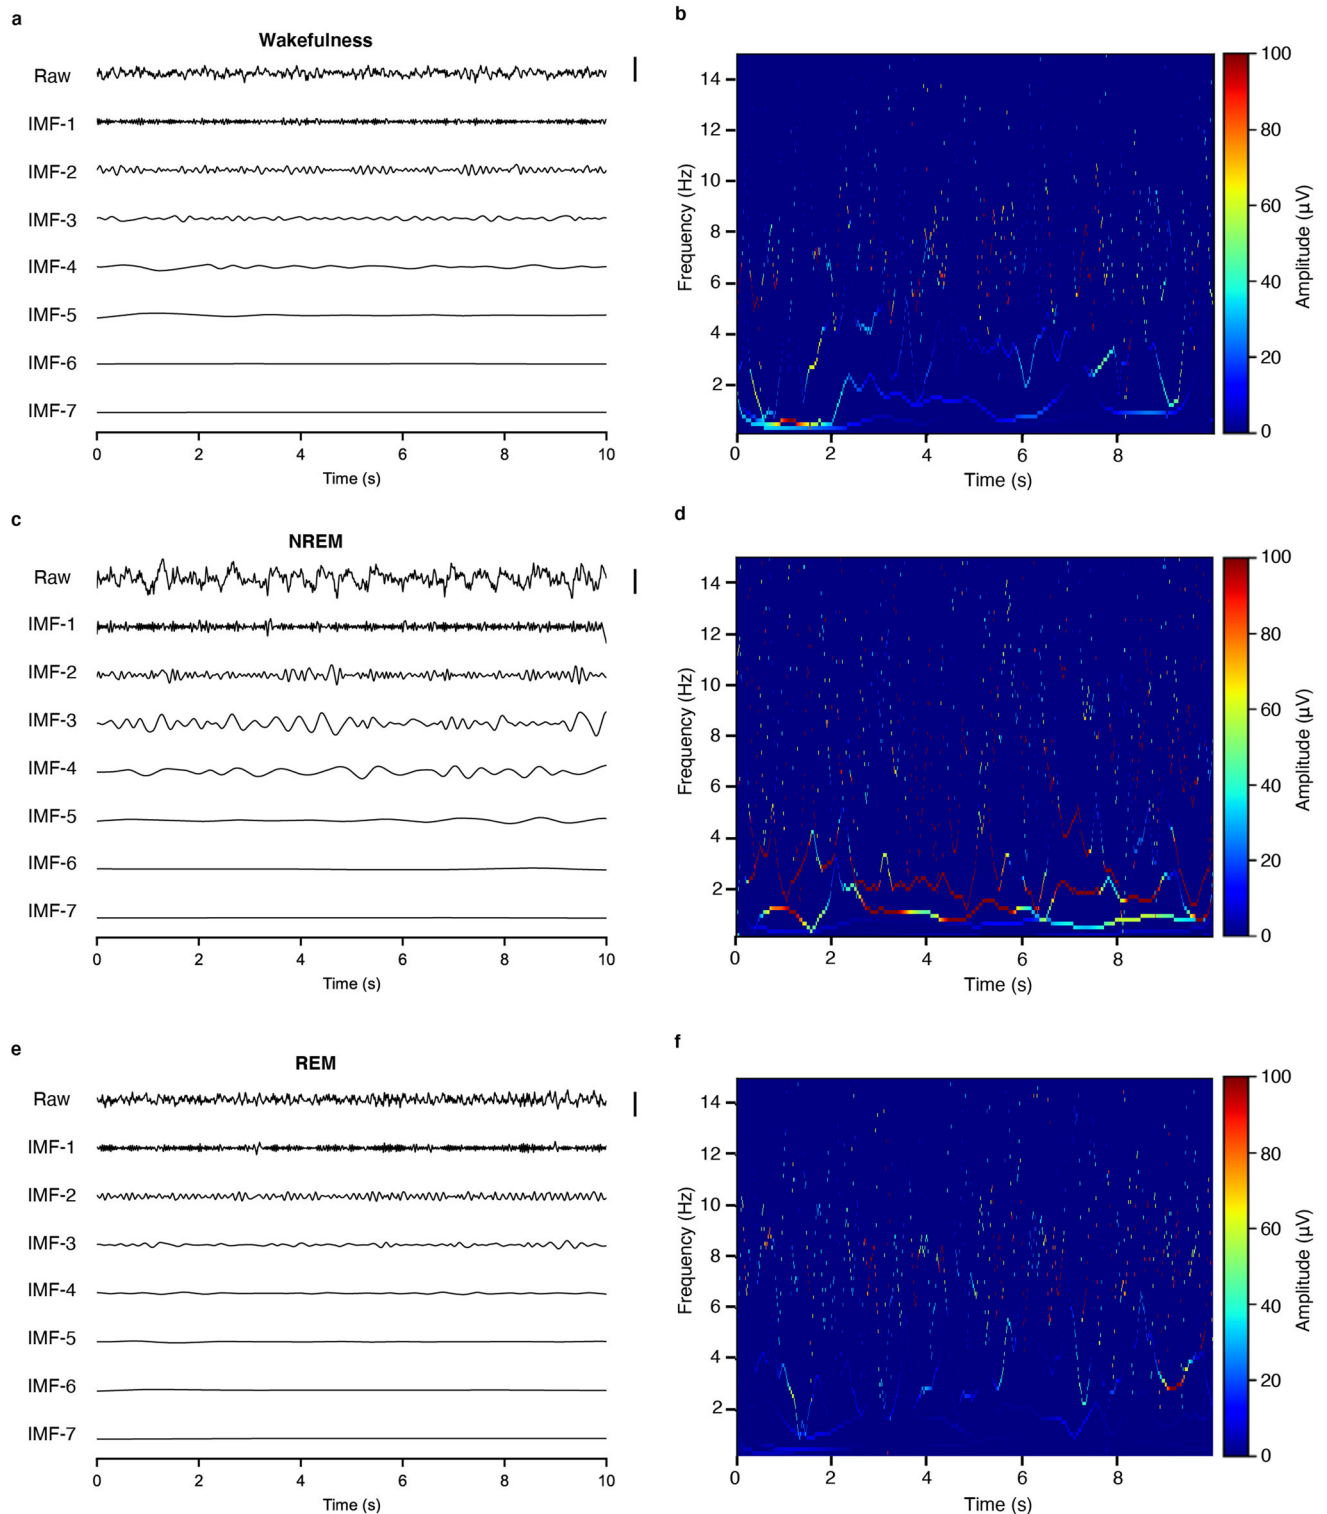 a
Wakefulness
Raw
IMF-1
IMF-2
IMF-3
IMF-4
IMF-5
IMF-6
IMF-7
0 2 4 6 8 10
Time (s)
b
14
12
10
8
6
4
2
Frequency (Hz)
0 2 4 6 8
Time (s)
100
80
60
40
20
0
Amplitude (µV)
c
NREM
Raw
IMF-1
IMF-2
IMF-3
IMF-4
IMF-5
IMF-6
IMF-7
0 2 4 6 8 10
Time (s)
d
14
12
10
8
6
4
2
Frequency (Hz)
0 2 4 6 8
Time (s)
100
80
60
40
20
0
Amplitude (µV)
e
REM
Raw
IMF-1
IMF-2
IMF-3
IMF-4
IMF-5
IMF-6
IMF-7
0 2 4 6 8 10
Time (s)
f
14
12
10
8
6
4
2
Frequency (Hz)
0 2 4 6 8
Time (s)
100
80
60
40
20
0
Amplitude (µV)